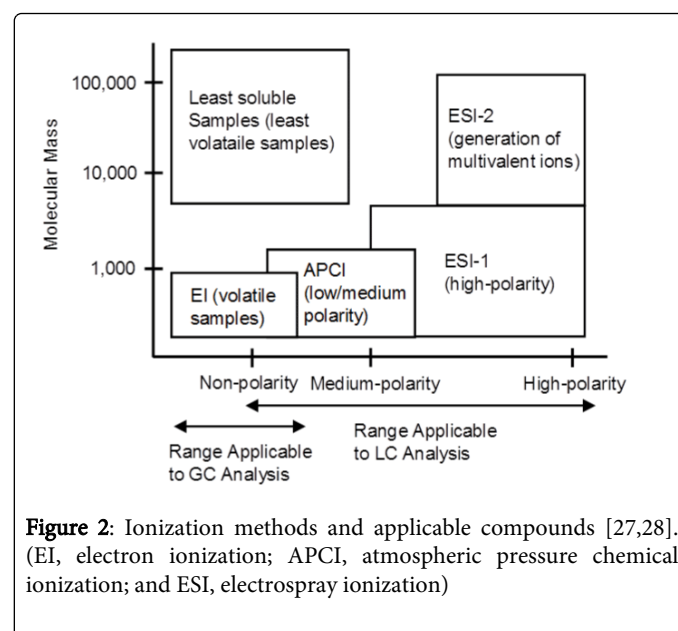 100,000
10,000
1,000
Molecular Mass
Least soluble
Samples (least
volataile samples)
ESI-2
(generation of
multivalent ions)
ESI-1
(high-polarity)
APCI
(low/medium
polarity)
EI (volatile
samples)
Non-polarity
Medium-polarity
High-polarity
Range Applicable
to GC Analysis
Range Applicable
to LC Analysis
Figure 2: Ionization methods and applicable compounds [27,28].
(EI, electron ionization; APCI, atmospheric pressure chemical
ionization; and ESI, electrospray ionization)